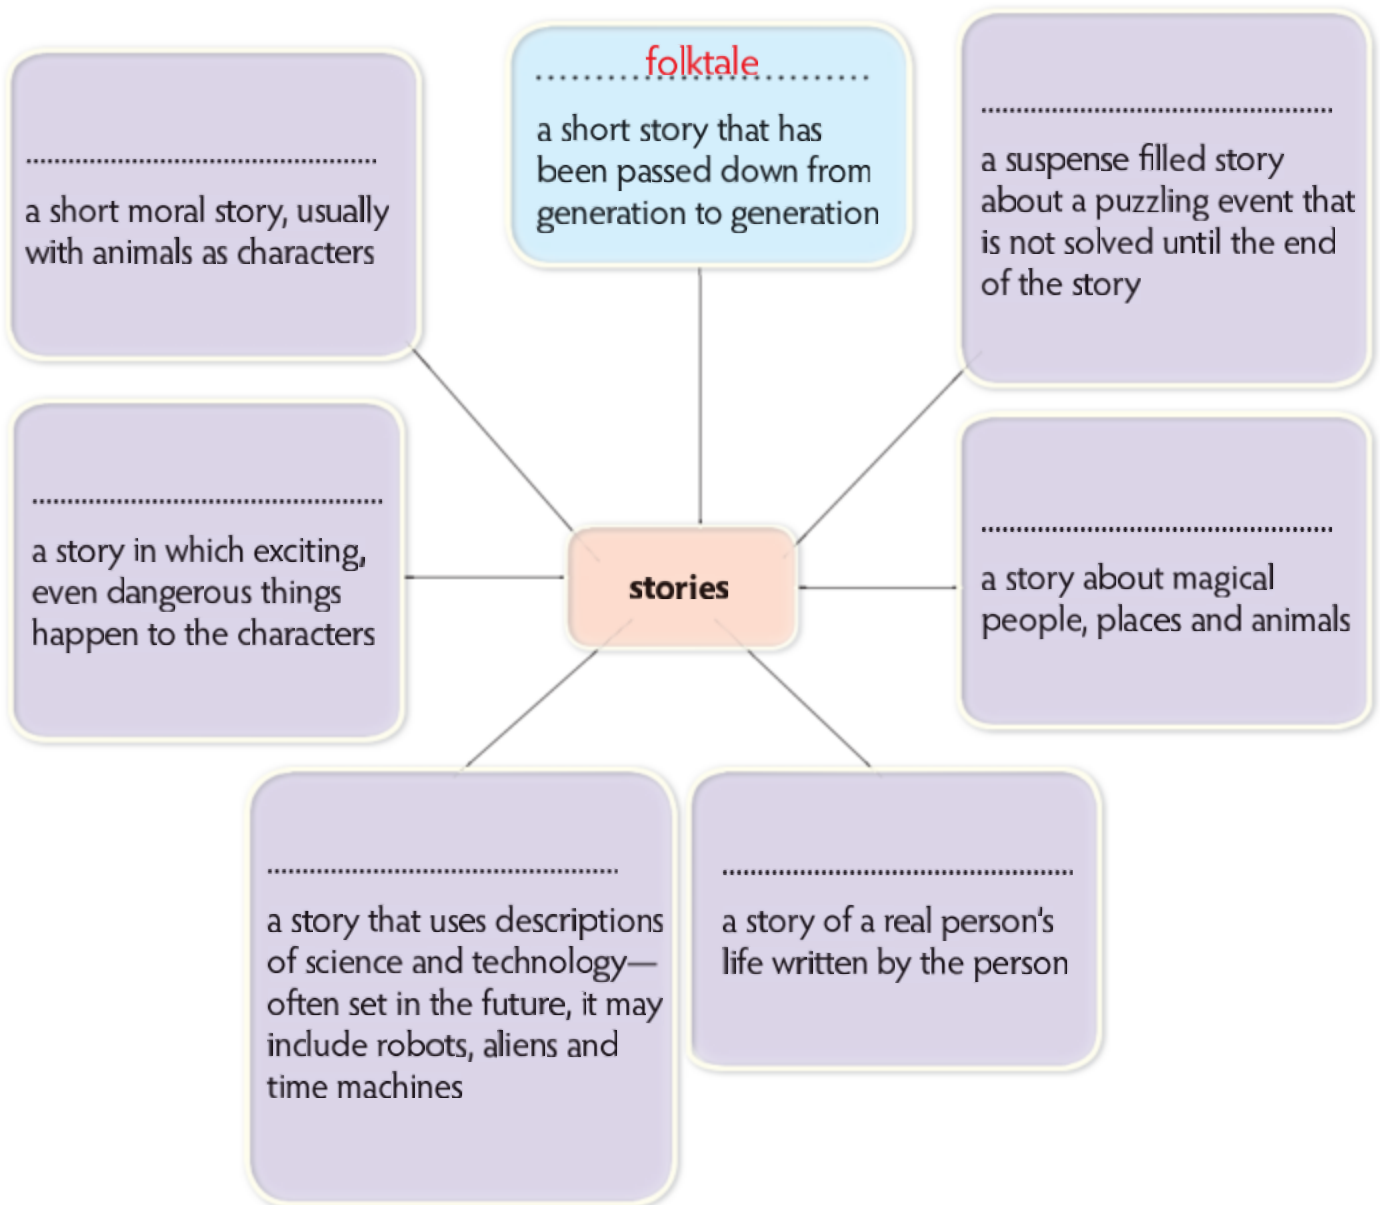 folktale
a short story that has
been passed down from
generation to generation
a short moral story, usually
with animals as characters
a suspense filled story
about a puzzling event that
is not solved until the end
of the story
a story in which exciting,
even dangerous things
happen to the characters
stories
a story about magical
people, places and animals
a story that uses descriptions
of science and technology—
often set in the future, it may
include robots, aliens and
time machines
a story of a real person's
life written by the person